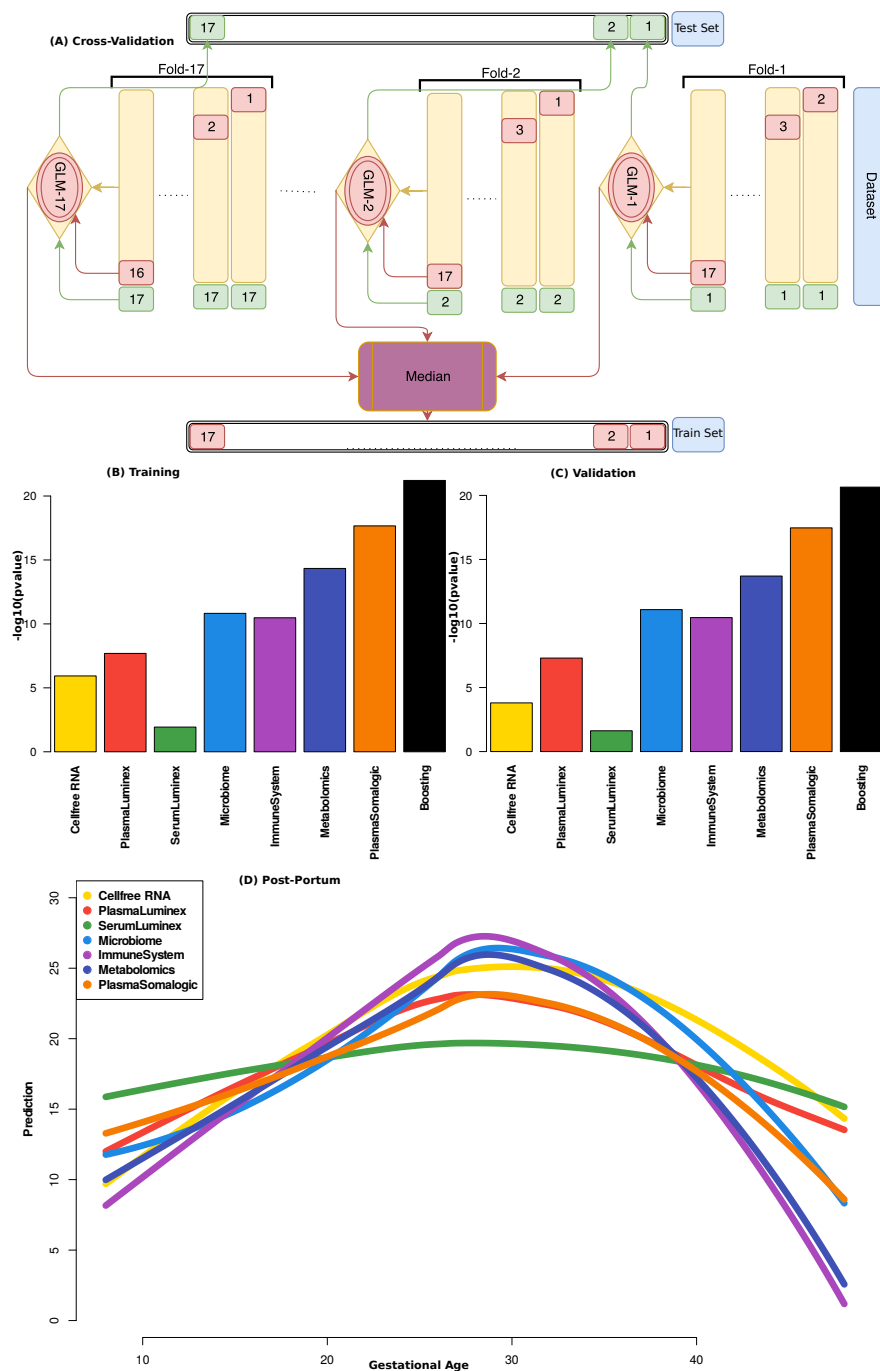 (A) Cross-Validation
17
2
1
Test Set
Fold-17
Fold-2
Fold-1
1
2
GLM-17
......
16
17
17
17
......
1
3
GLM-2
......
17
2
2
2
2
3
GLM-1
......
17
1
1
1
Dataset
Median
17
2
1
Train Set
(B) Training
-log10(pvalue)
20
15
10
5
0
Cellfree RNA
PlasmaLuminex
SerumLuminex
Microbiome
ImmuneSystem
Metabolomics
PlasmaSomalogic
Boosting
(C) Validation
-log10(pvalue)
20
15
10
5
0
Cellfree RNA
PlasmaLuminex
SerumLuminex
Microbiome
ImmuneSystem
Metabolomics
PlasmaSomalogic
Boosting
(D) Post-Portum
Cellfree RNA
PlasmaLuminex
SerumLuminex
Microbiome
ImmuneSystem
Metabolomics
PlasmaSomalogic
Prediction
30
25
20
15
10
5
0
10
20
30
40
Gestational Age